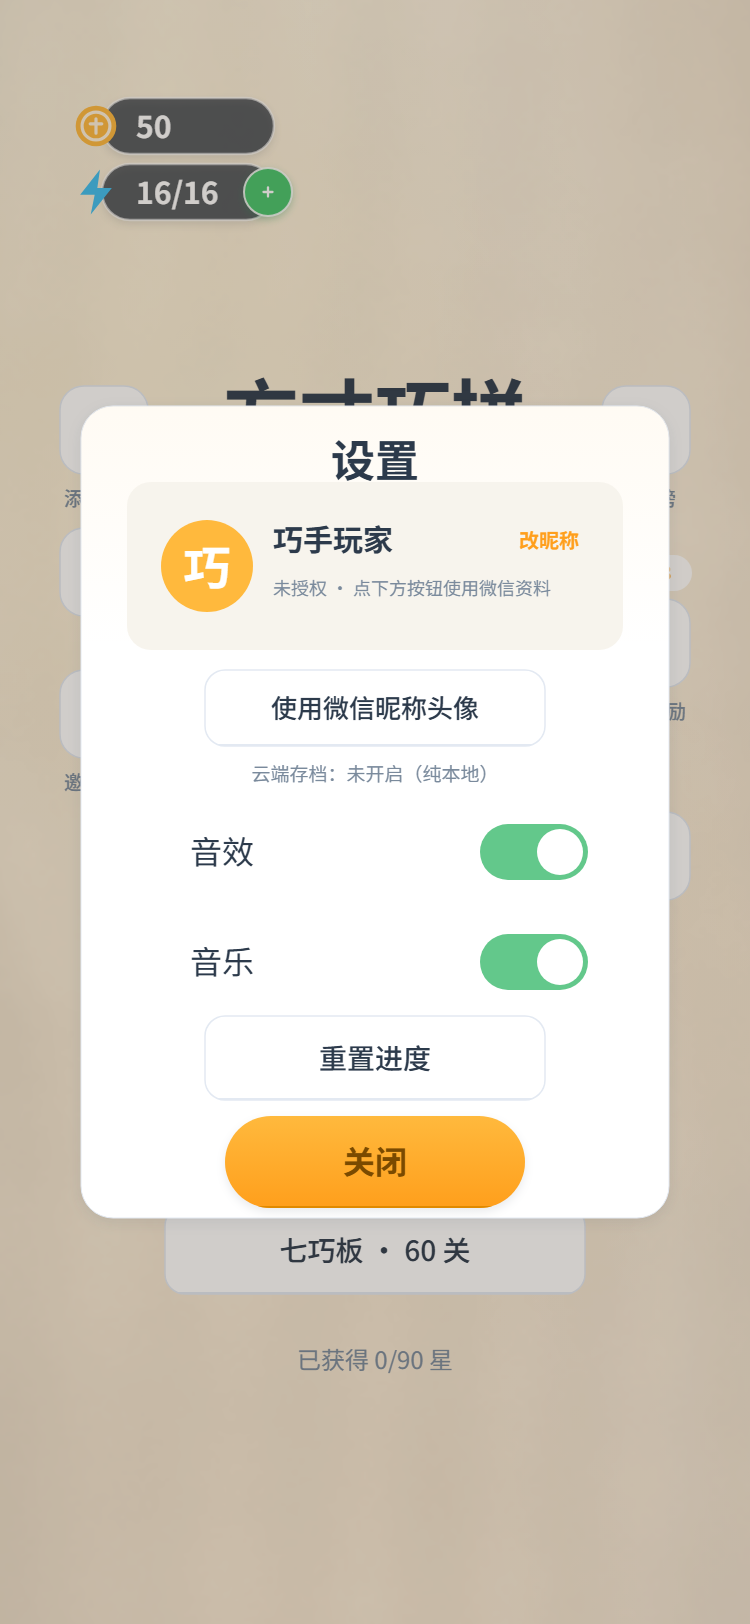 50
16/16
+
设置
巧
巧手玩家
改昵称
未授权 · 点下方按钮使用微信资料
使用微信昵称头像
云端存档：未开启（纯本地）
音效
音乐
重置进度
关闭
添
邀
励
七巧板 · 60 关
已获得 0/90 星